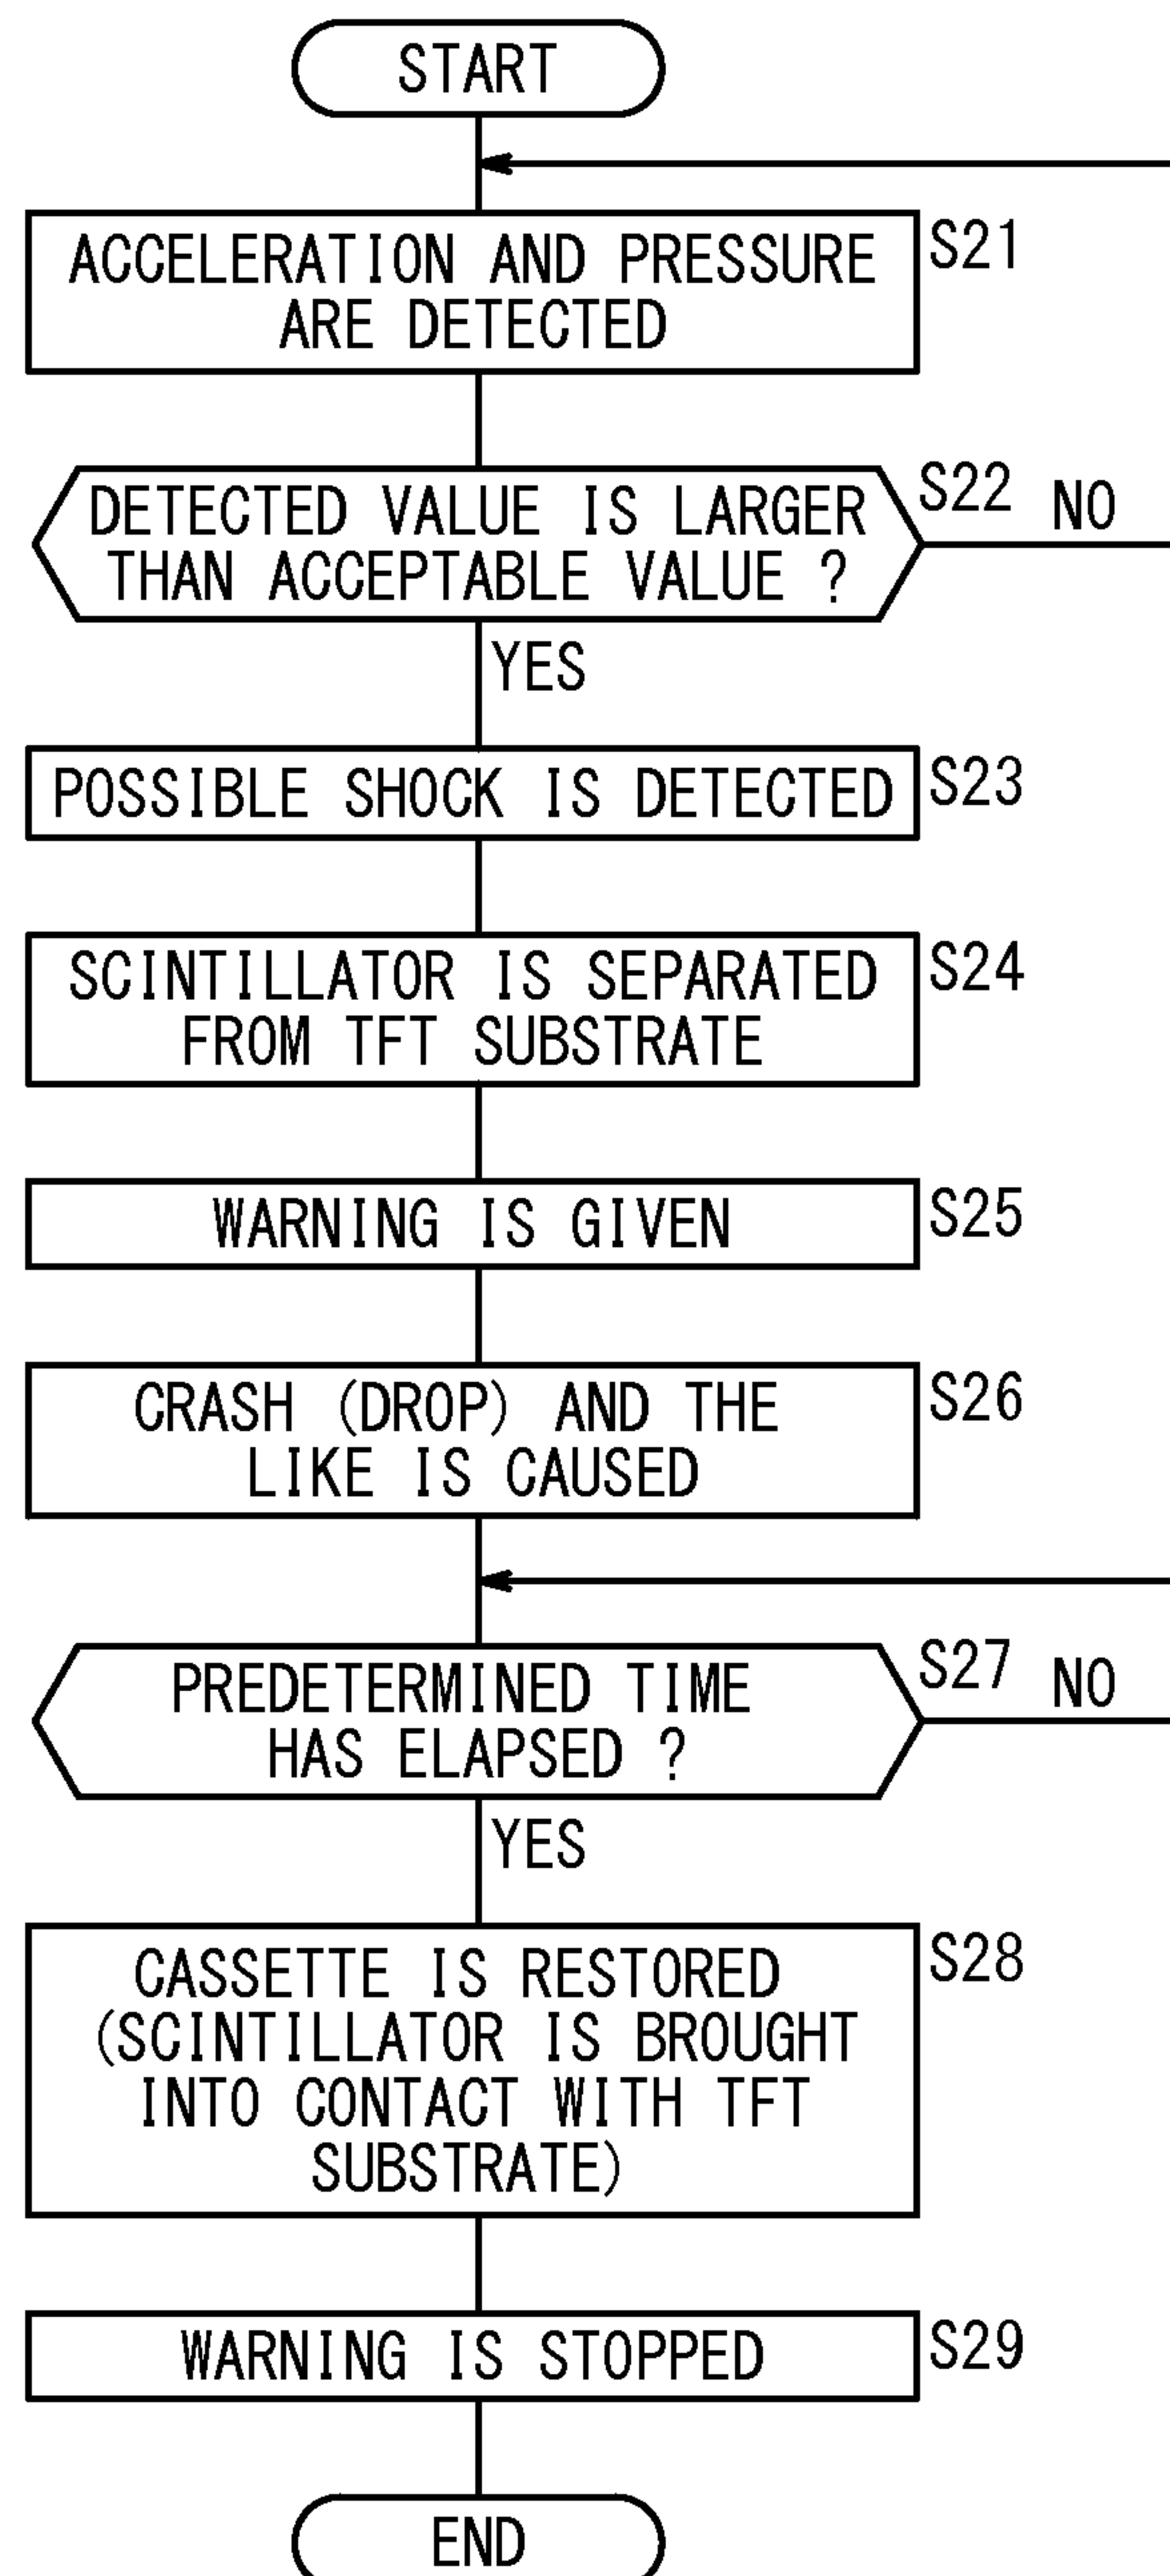 START
ACCELERATION AND PRESSURE
ARE DETECTED
S21
DETECTED VALUE IS LARGER
THAN ACCEPTABLE VALUE ?
S22
NO
YES
POSSIBLE SHOCK IS DETECTED
S23
SCINTILLATOR IS SEPARATED
FROM TFT SUBSTRATE
S24
WARNING IS GIVEN
S25
CRASH (DROP) AND THE
LIKE IS CAUSED
S26
PREDETERMINED TIME
HAS ELAPSED ?
S27
NO
YES
CASSETTE IS RESTORED
(SCINTILLATOR IS BROUGHT
INTO CONTACT WITH TFT
SUBSTRATE)
S28
WARNING IS STOPPED
S29
END